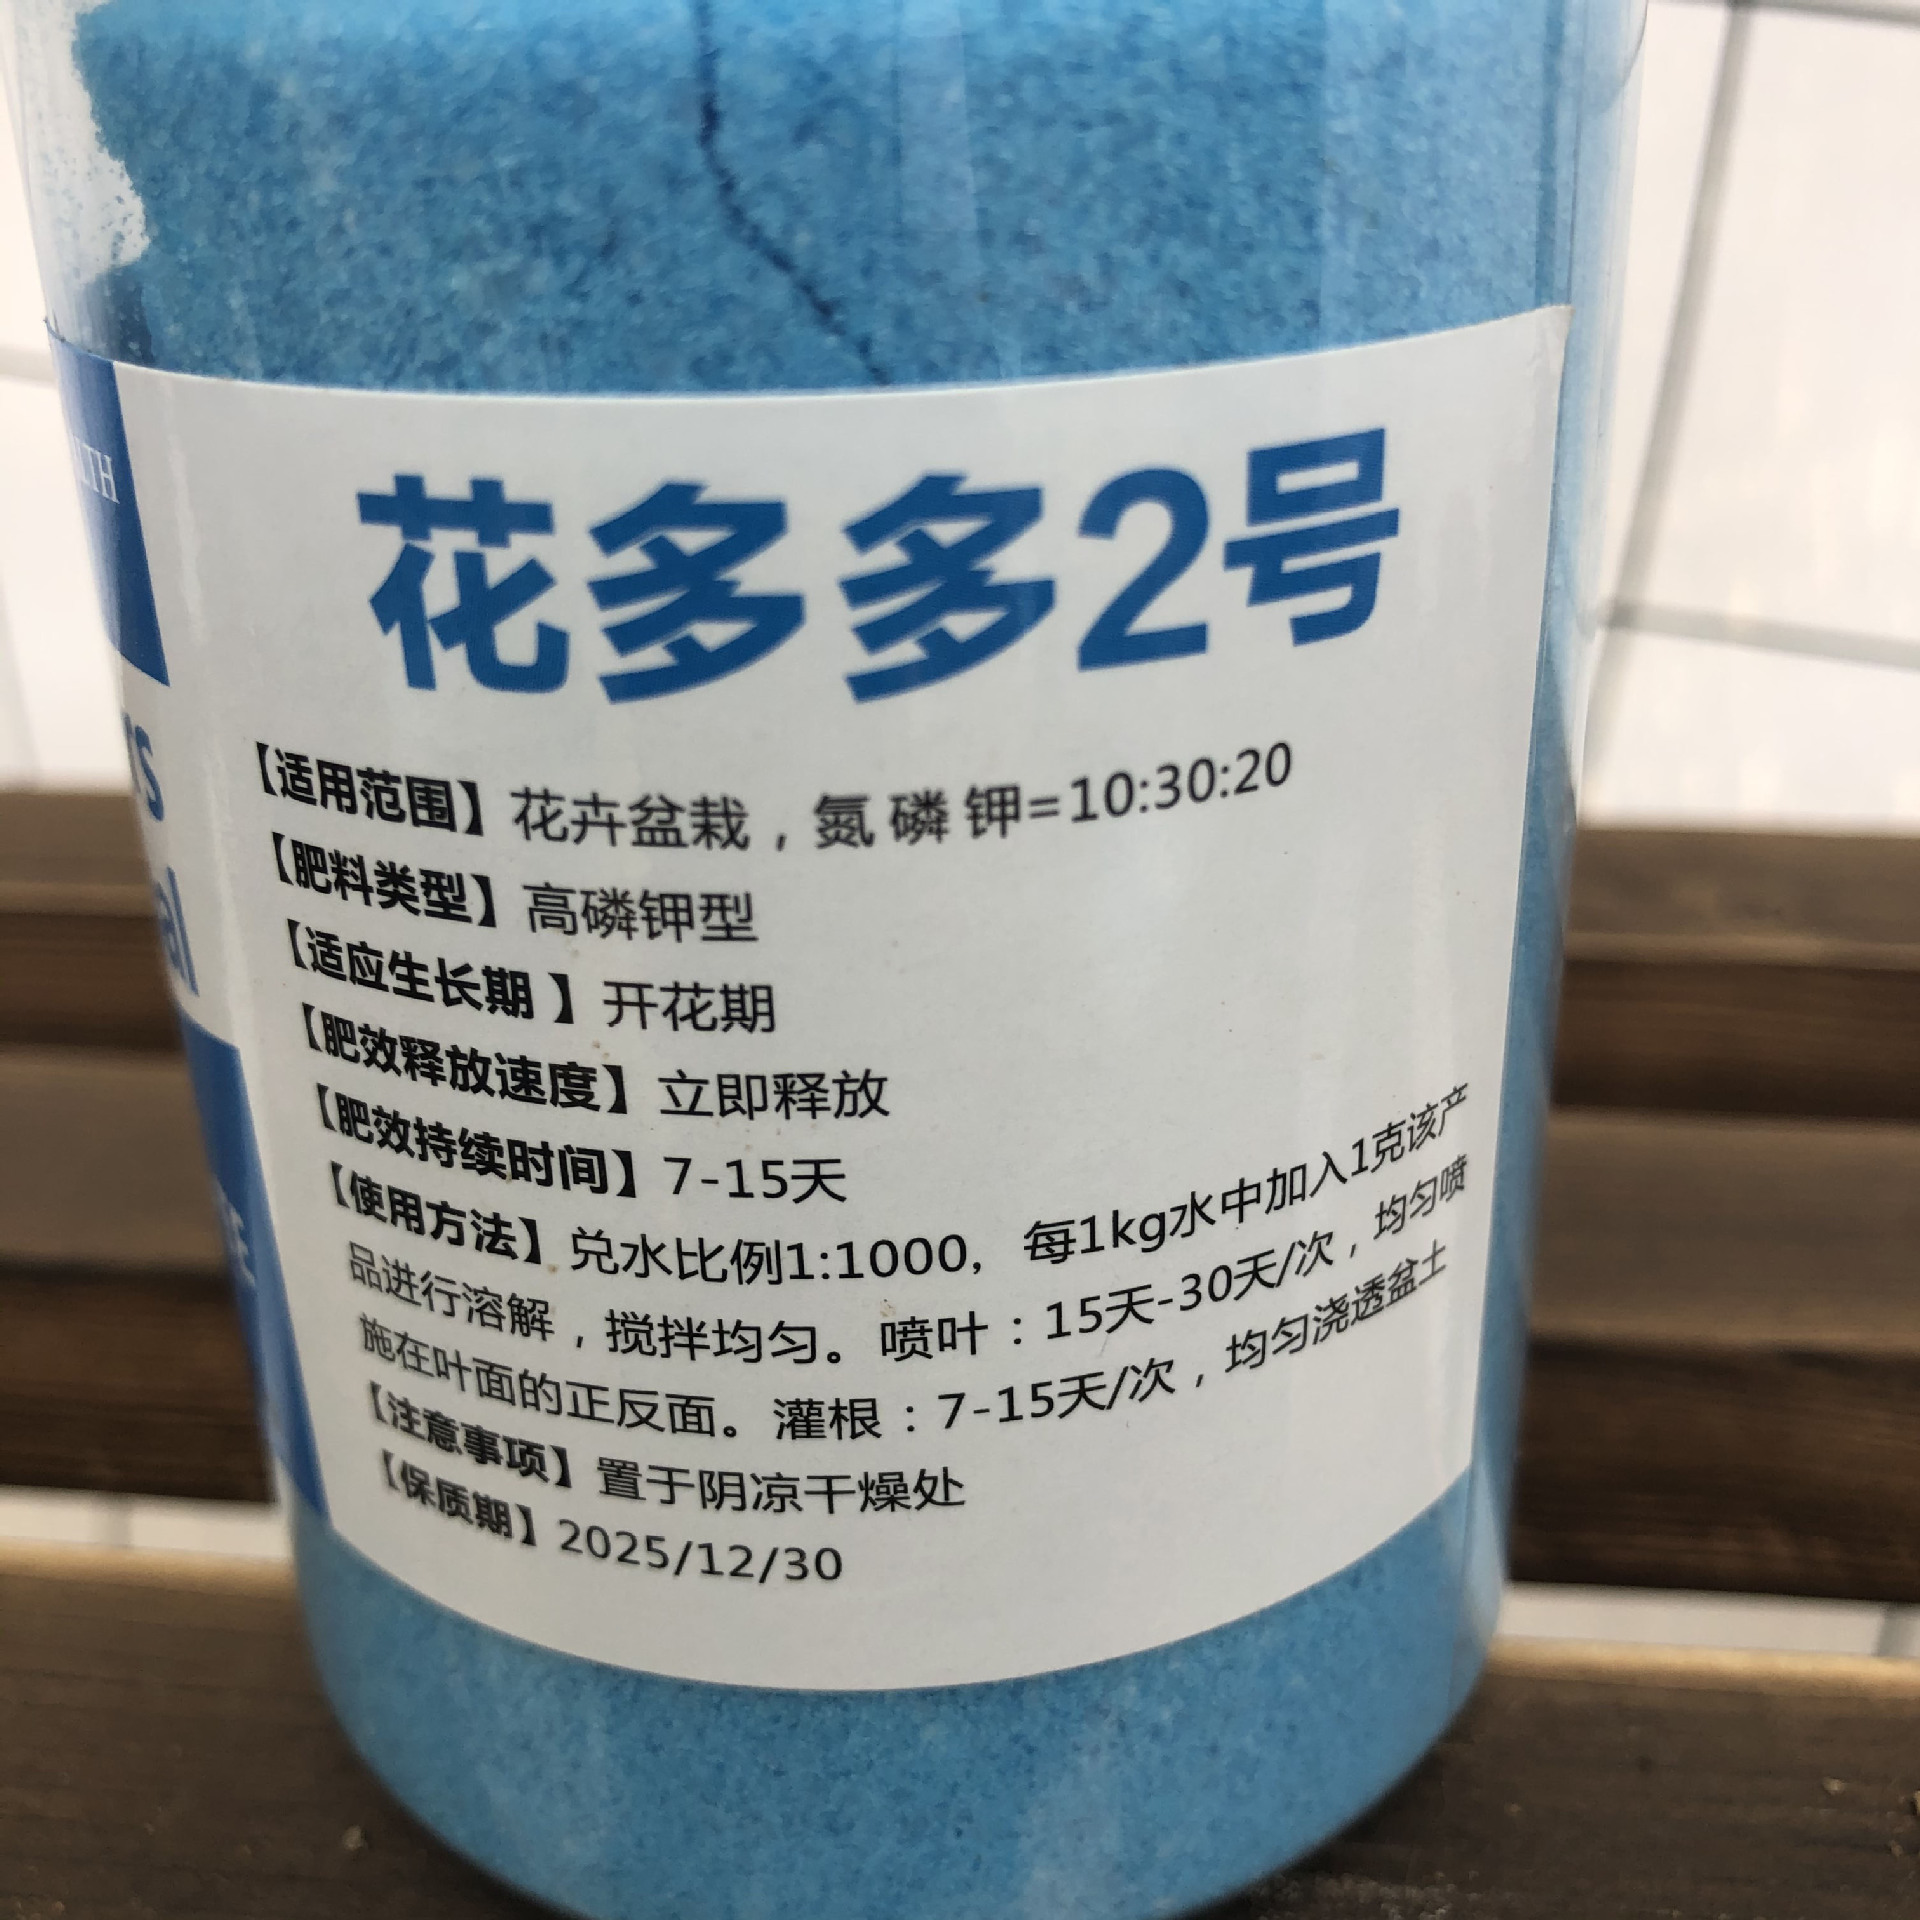 花多多2号
【适用范围】花卉盆栽，氮 磷 钾=10:30:20
【肥料类型】高磷钾型
【适应生长期 】开花期
【肥效释放速度】立即释放
【肥效持续时间】7-15天
【使用方法】兑水比例1:1000，每1kg水中加入1克该产
品进行溶解，搅拌均匀。喷叶：15天-30天/次，均匀喷
施在叶面的正反面。灌根：7-15天/次，均匀浇透盆土
【注意事项】置于阴凉干燥处
【保质期】2025/12/30